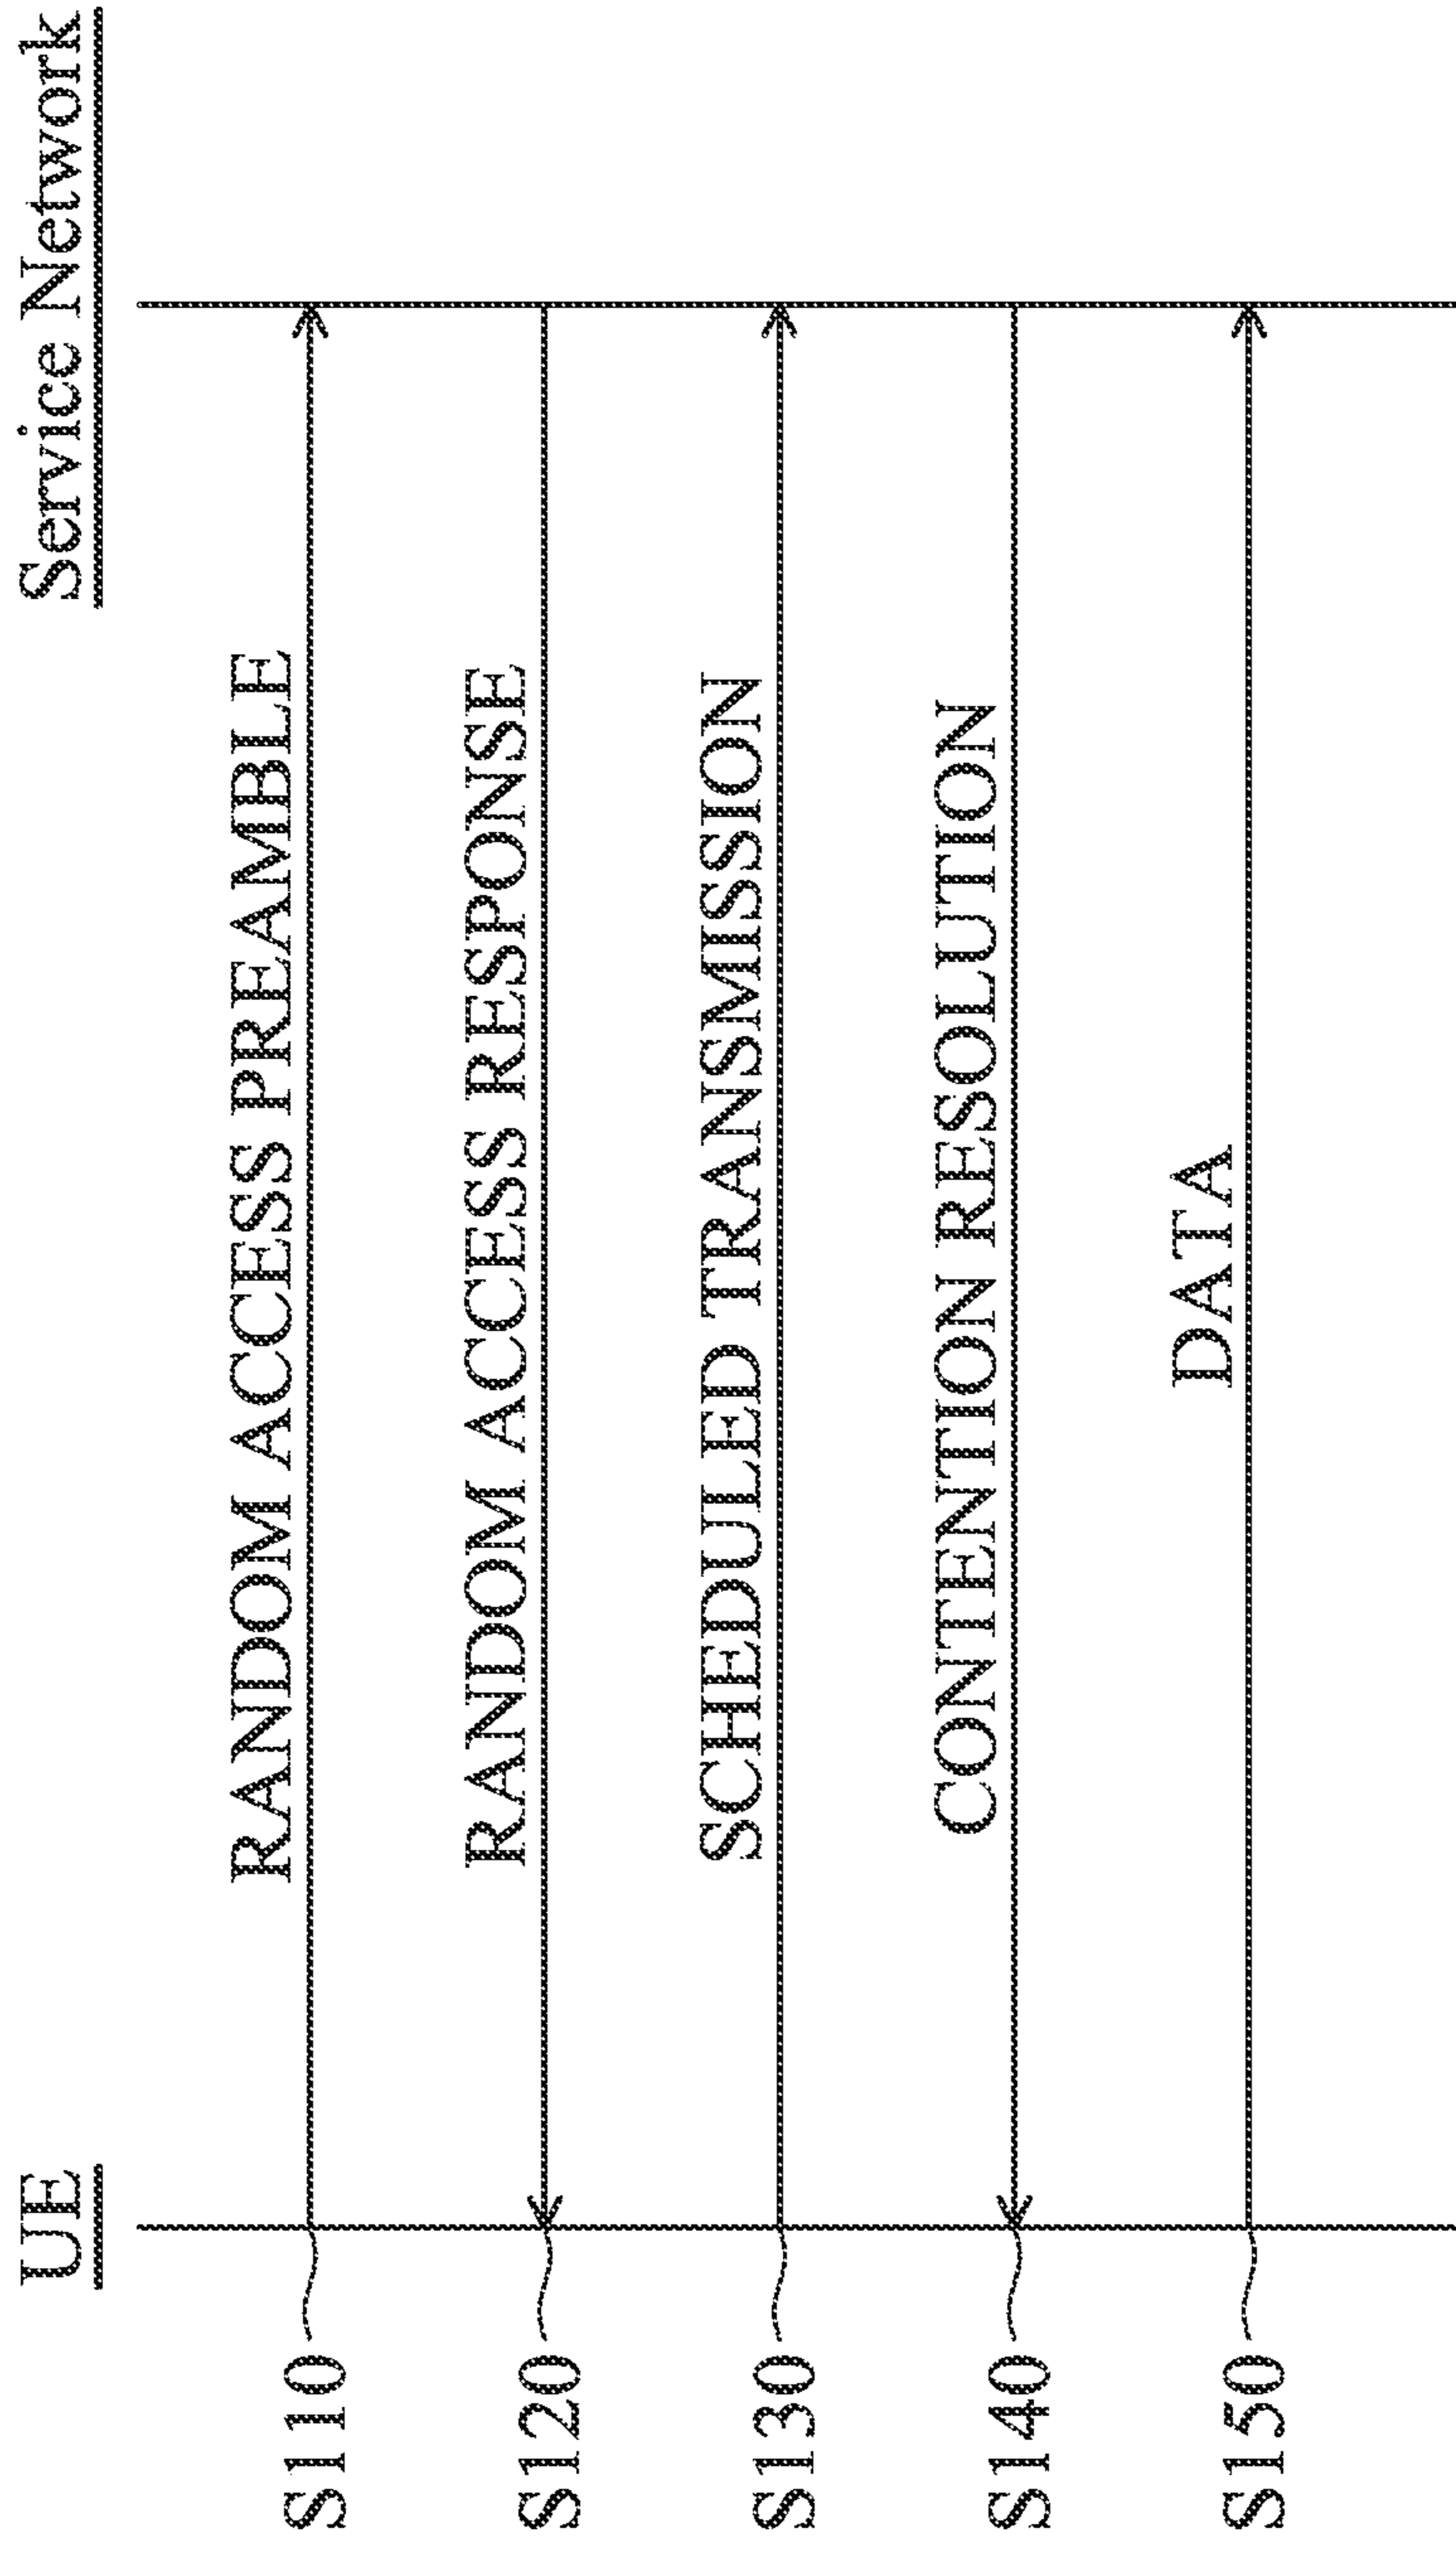 UE
Service Network
S110
RANDOM ACCESS PREAMBLE
S120
RANDOM ACCESS RESPONSE
S130
SCHEDULED TRANSMISSION
S140
CONTENTION RESOLUTION
S150
DATA